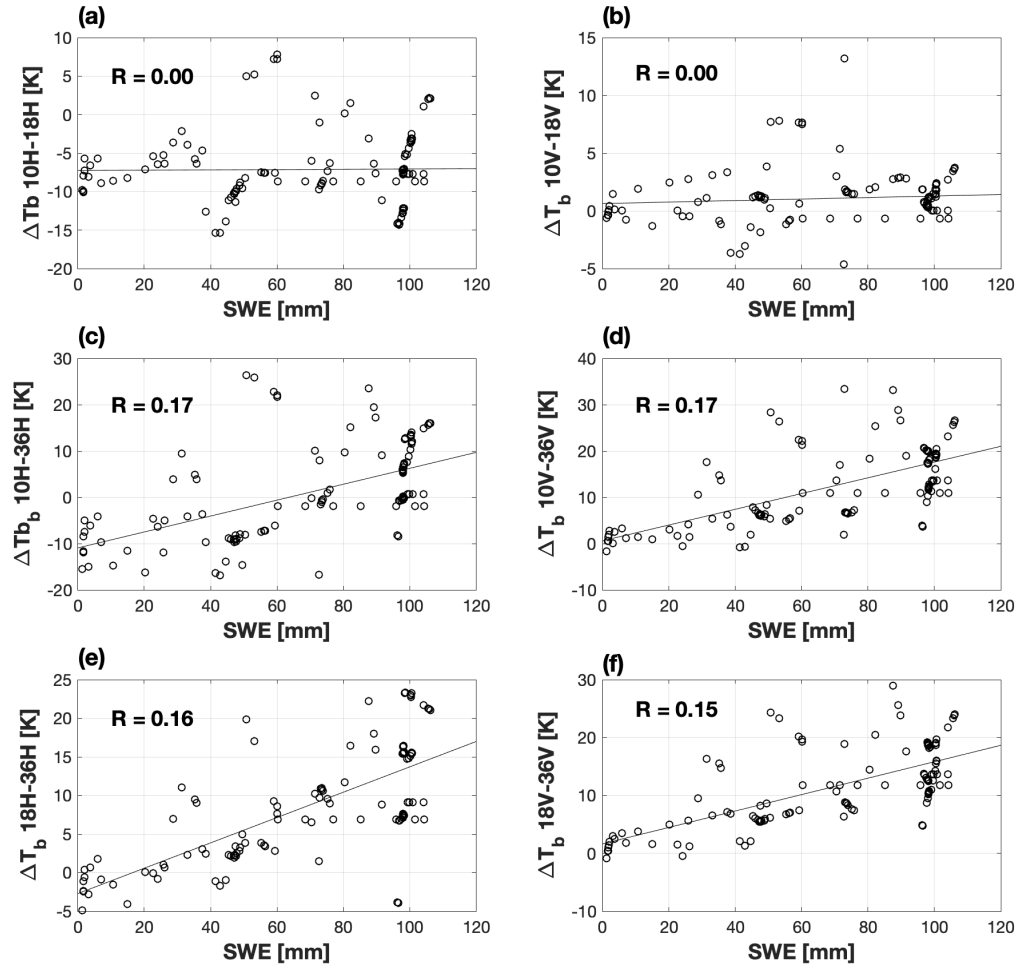 (a)
10
5
0
-5
-10
-15
-20
ΔTb 10H-18H [K]
R = 0.00
0 20 40 60 80 100 120
SWE [mm]
(b)
15
10
5
0
-5
ΔT_b 10V-18V [K]
R = 0.00
0 20 40 60 80 100 120
SWE [mm]
(c)
30
20
10
0
-10
-20
ΔTb_b 10H-36H [K]
R = 0.17
0 20 40 60 80 100 120
SWE [mm]
(d)
40
30
20
10
0
-10
ΔT_b 10V-36V [K]
R = 0.17
0 20 40 60 80 100 120
SWE [mm]
(e)
25
20
15
10
5
0
-5
ΔT_b 18H-36H [K]
R = 0.16
0 20 40 60 80 100 120
SWE [mm]
(f)
30
20
10
0
-10
ΔT_b 18V-36V [K]
R = 0.15
0 20 40 60 80 100 120
SWE [mm]